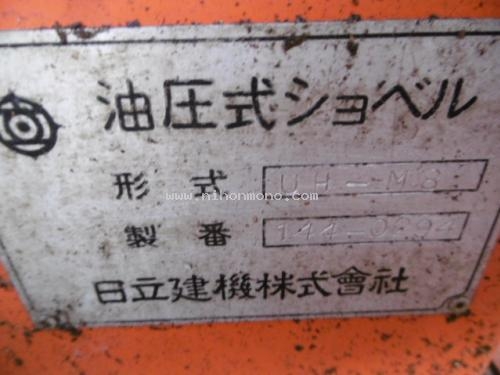 油圧式ショベル
形式 UH-M8
製番 144-0294
www.nihonmono.com
日立建機株式會社